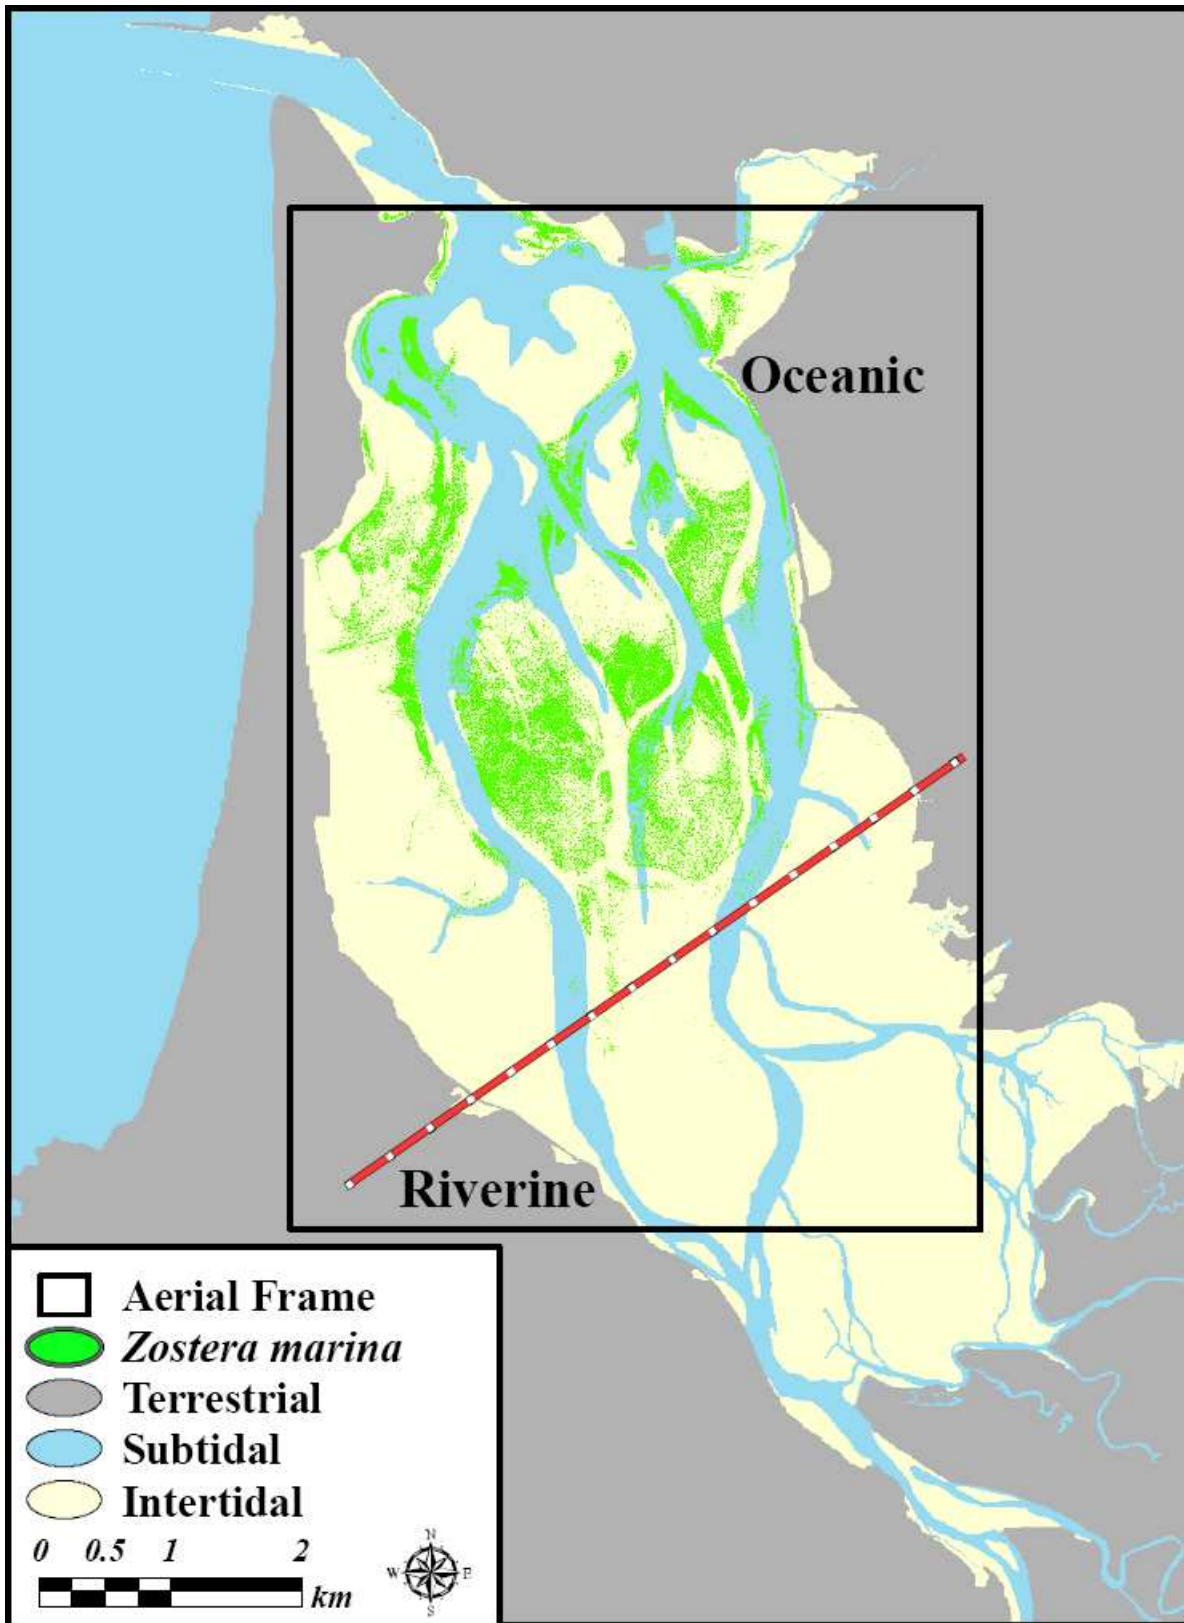 Oceanic
Riverine
Aerial Frame
Zostera marina
Terrestrial
Subtidal
Intertidal
0 0.5 1 2
km
N
W E
S